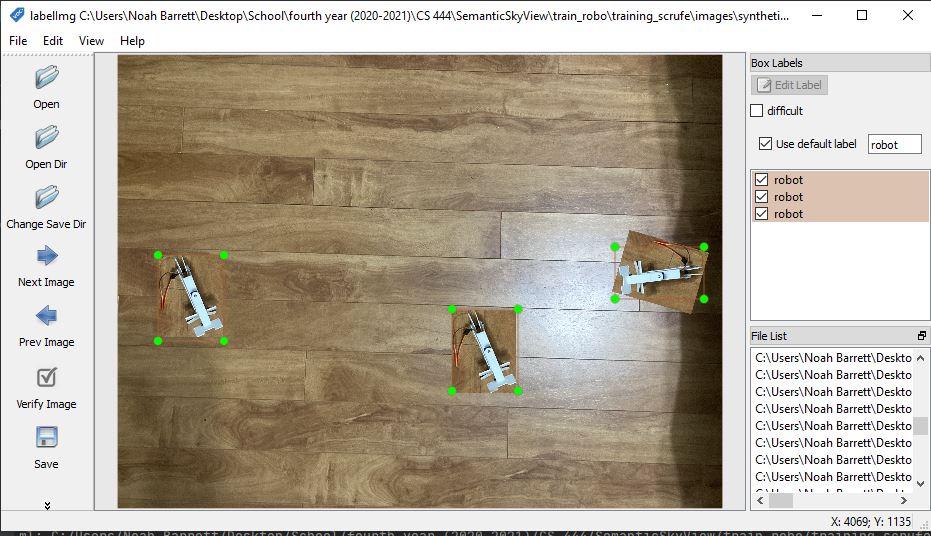 labelImg C:\Users\Noah Barrett\Desktop\School\fourth year (2020-2021)\CS 444\SemanticSkyView\train_robo\training_scrufe\images\syntheti...
File Edit View Help
Open
Open Dir
Change Save Dir
Next Image
Prev Image
Verify Image
Save
Box Labels
Edit Label
difficult
Use default label robot
robot
robot
robot
File List
C:\Users\Noah Barrett\Deskto
C:\Users\Noah Barrett\Deskto
C:\Users\Noah Barrett\Deskto
C:\Users\Noah Barrett\Deskto
C:\Users\Noah Barrett\Deskto
C:\Users\Noah Barrett\Deskto
C:\Users\Noah Barrett\Deskto
C:\Users\Noah Barrett\Deskto
X: 4069; Y: 1135